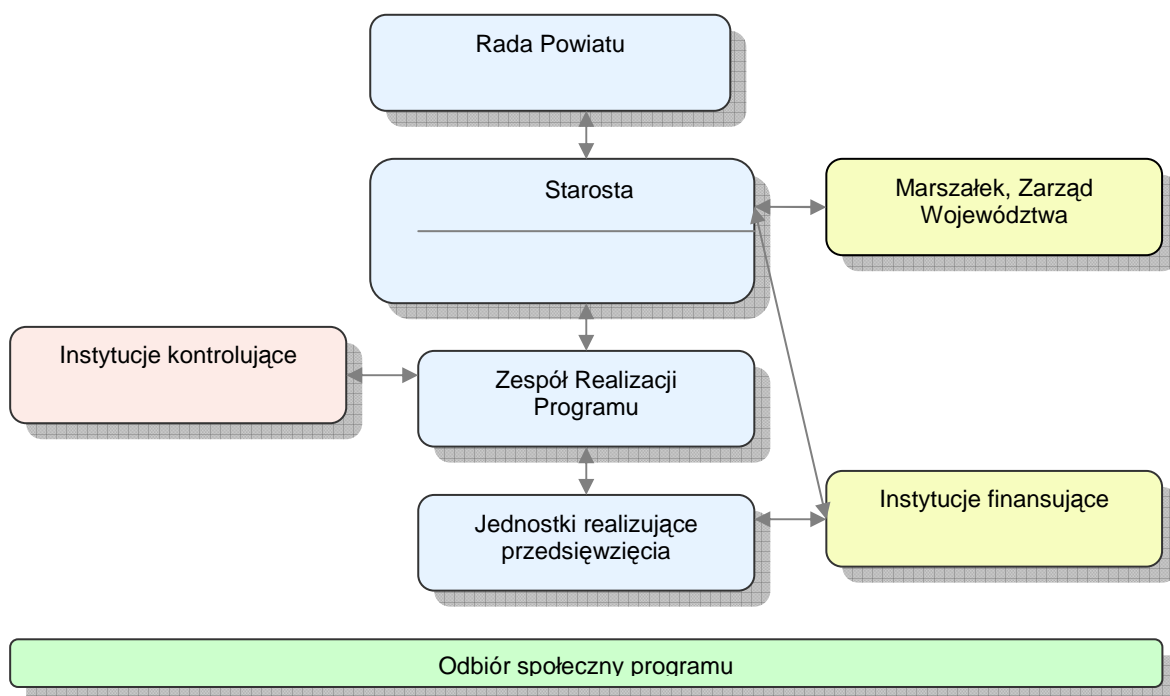 Rada Powiatu
Starosta
Marszałek, Zarząd
Województwa
Instytucje kontrolujące
Zespół Realizacji
Programu
Instytucje finansujące
Jednostki realizujące
przedsięwzięcia
Odbiór społeczny programu